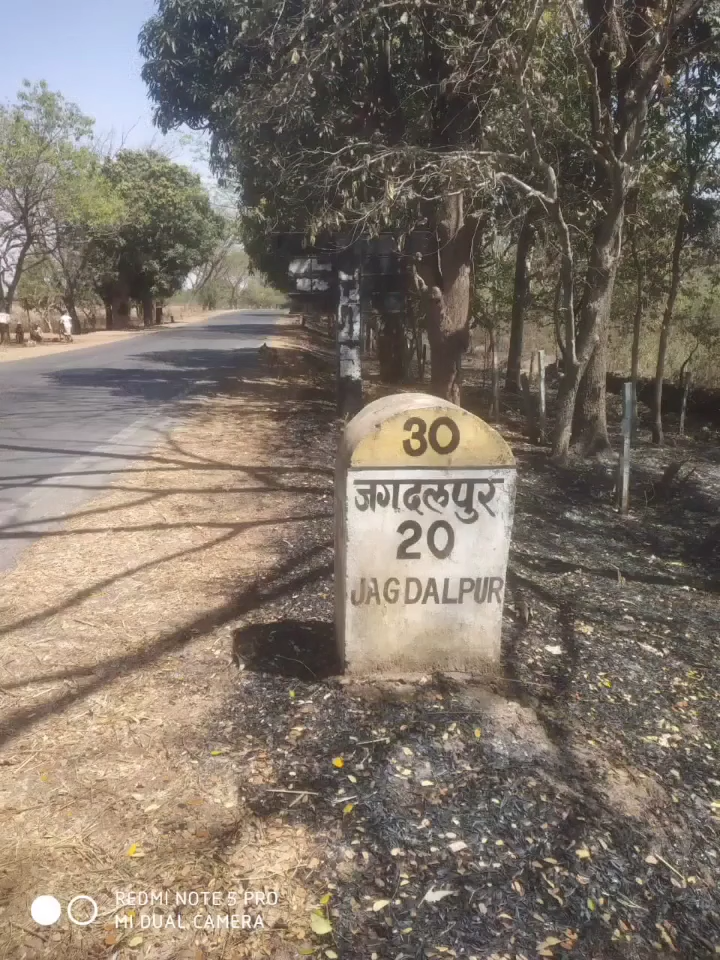 30
जगदलपुर
20
JAGDALPUR
REDMI NOTE 5 PRO
MI DUAL CAMERA